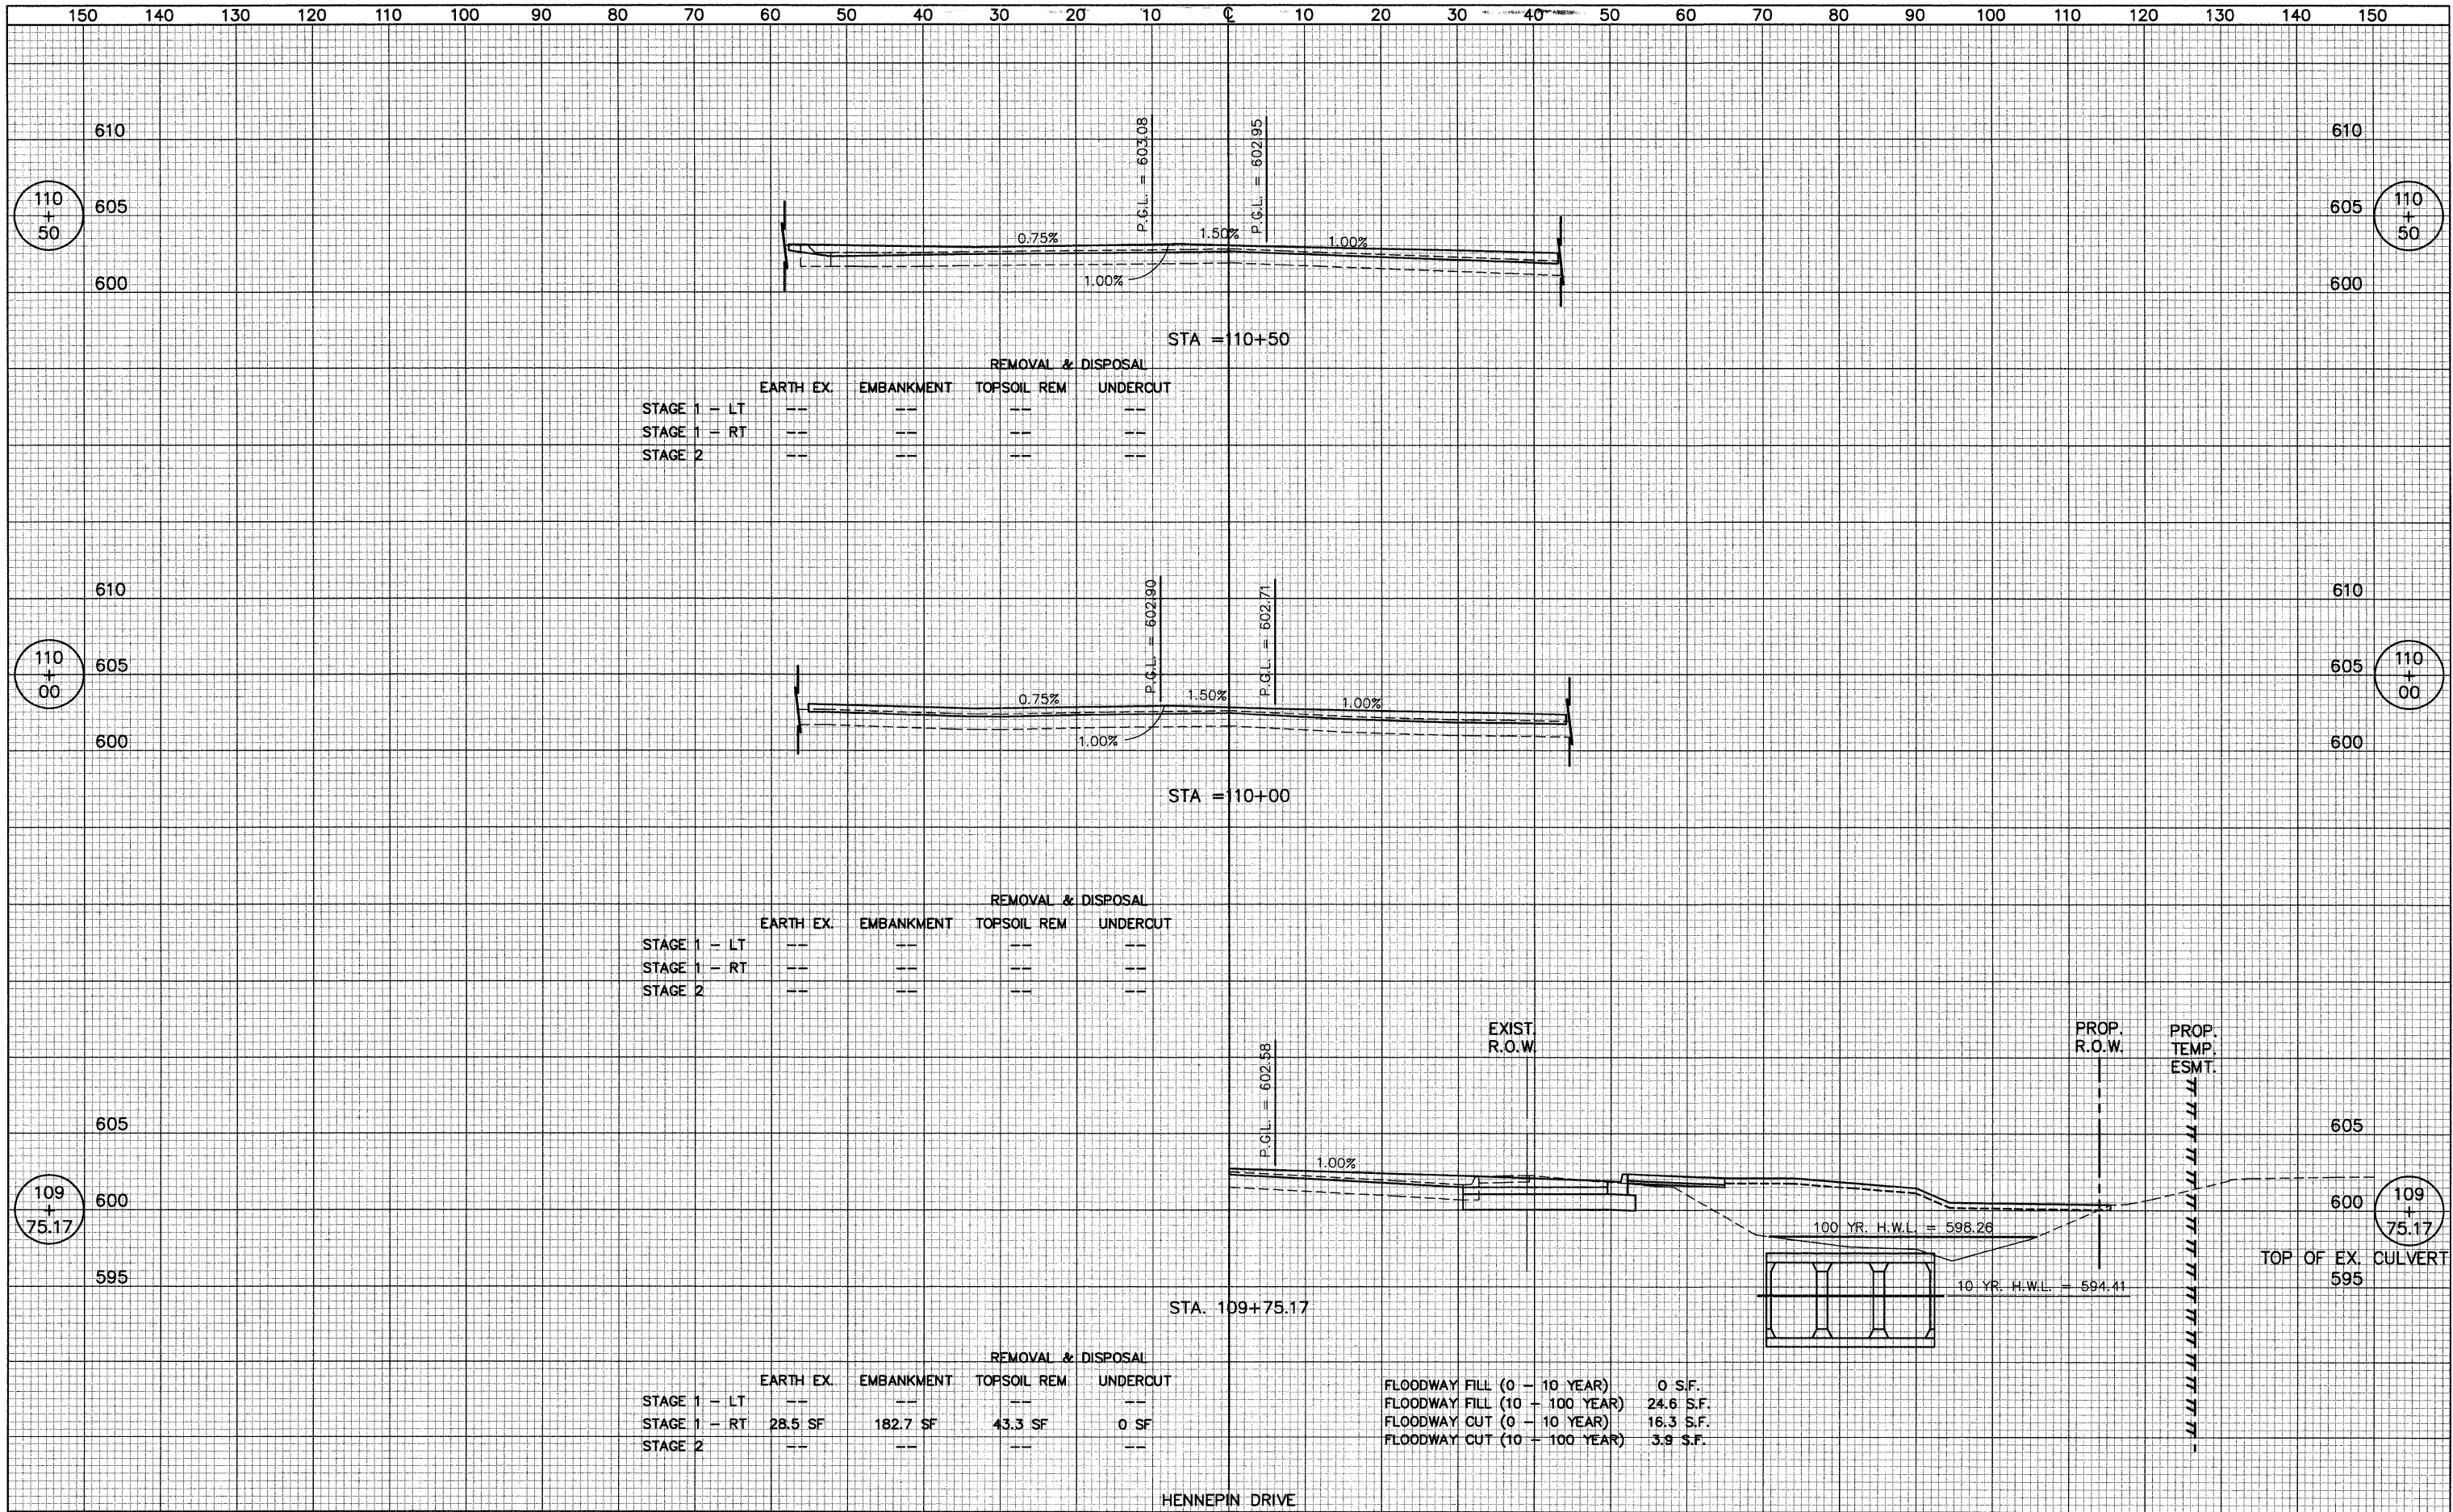 150 140 130 120 110 100 90 80 70 60 50 40 30 20 10 ℄ 10 20 30 40 50 60 70 80 90 100 110 120 130 140 150
610 610
P.G.L. = 603.08
P.G.L. = 602.95
110 + 50
605 605
110 + 50
0.75% 1.50% 1.00%
600 1.00% 600
STA =110+50
REMOVAL & DISPOSAL
EARTH EX. EMBANKMENT TOPSOIL REM UNDERCUT
STAGE 1 - LT -- -- -- --
STAGE 1 - RT -- -- -- --
STAGE 2 -- -- -- --
610 610
P.G.L. = 602.90
P.G.L. = 602.71
110 + 00
605 605
110 + 00
0.75% 1.50% 1.00%
600 1.00% 600
STA =110+00
REMOVAL & DISPOSAL
EARTH EX. EMBANKMENT TOPSOIL REM UNDERCUT
STAGE 1 - LT -- -- -- --
STAGE 1 - RT -- -- -- --
STAGE 2 -- -- -- --
EXIST.
R.O.W.
PROP.
R.O.W.
PROP.
TEMP.
ESMT.
P.G.L. = 602.58
605 605
1.00%
109 + 75.17
600 600
109 + 75.17
100 YR. H.W.L. = 598.26
TOP OF EX. CULVERT
595 595
10 YR. H.W.L. = 594.41
STA. 109+75.17
REMOVAL & DISPOSAL
EARTH EX. EMBANKMENT TOPSOIL REM UNDERCUT
STAGE 1 - LT -- -- -- --
STAGE 1 - RT 28.5 SF 182.7 SF 43.3 SF 0 SF
STAGE 2 -- -- -- --
FLOODWAY FILL (0 - 10 YEAR) 0 S.F.
FLOODWAY FILL (10 - 100 YEAR) 24.6 S.F.
FLOODWAY CUT (0 - 10 YEAR) 16.3 S.F.
FLOODWAY CUT (10 - 100 YEAR) 3.9 S.F.
HENNEPIN DRIVE